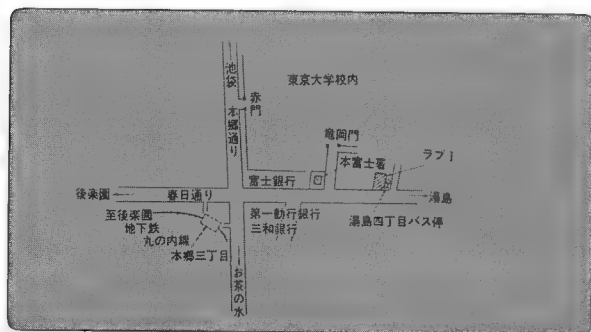 池袋
本郷通り
赤門
東京大学校内
竜岡門
本富士署
ラブI
富士銀行
後楽園
春日通り
湯島
至後楽園
地下鉄
丸の内線
本郷三丁目
第一勧行銀行
三和銀行
湯島四丁目バス停
お茶の水